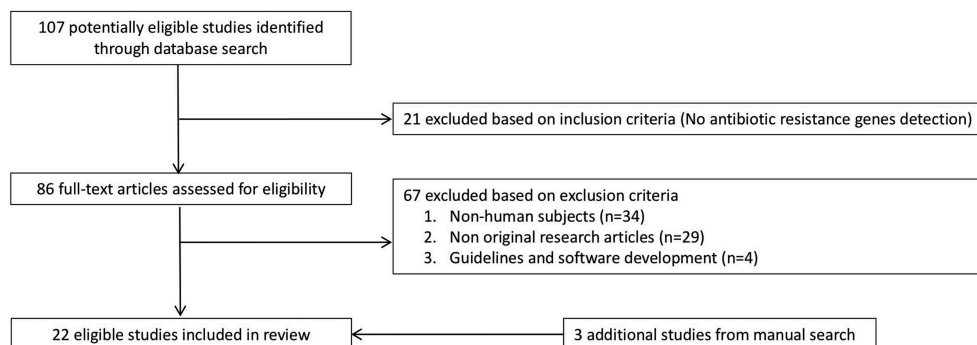 107 potentially eligible studies identified
through database search
21 excluded based on inclusion criteria (No antibiotic resistance genes detection)
86 full-text articles assessed for eligibility
67 excluded based on exclusion criteria
1. Non-human subjects (n=34)
2. Non original research articles (n=29)
3. Guidelines and software development (n=4)
22 eligible studies included in review
3 additional studies from manual search